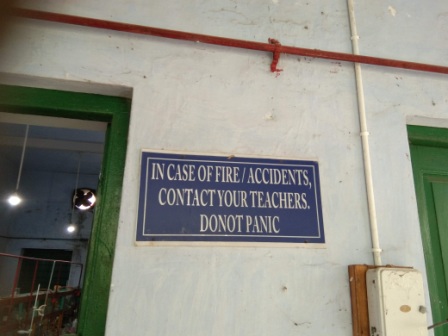 IN CASE OF FIRE / ACCIDENTS,
CONTACT YOUR TEACHERS.
DONOT PANIC